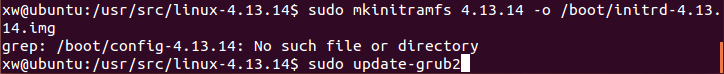 xw@ubuntu:/usr/src/linux-4.13.14$ sudo mkinitramfs 4.13.14 -o /boot/initrd-4.13.
14.img
grep: /boot/config-4.13.14: No such file or directory
xw@ubuntu:/usr/src/linux-4.13.14$ sudo update-grub2